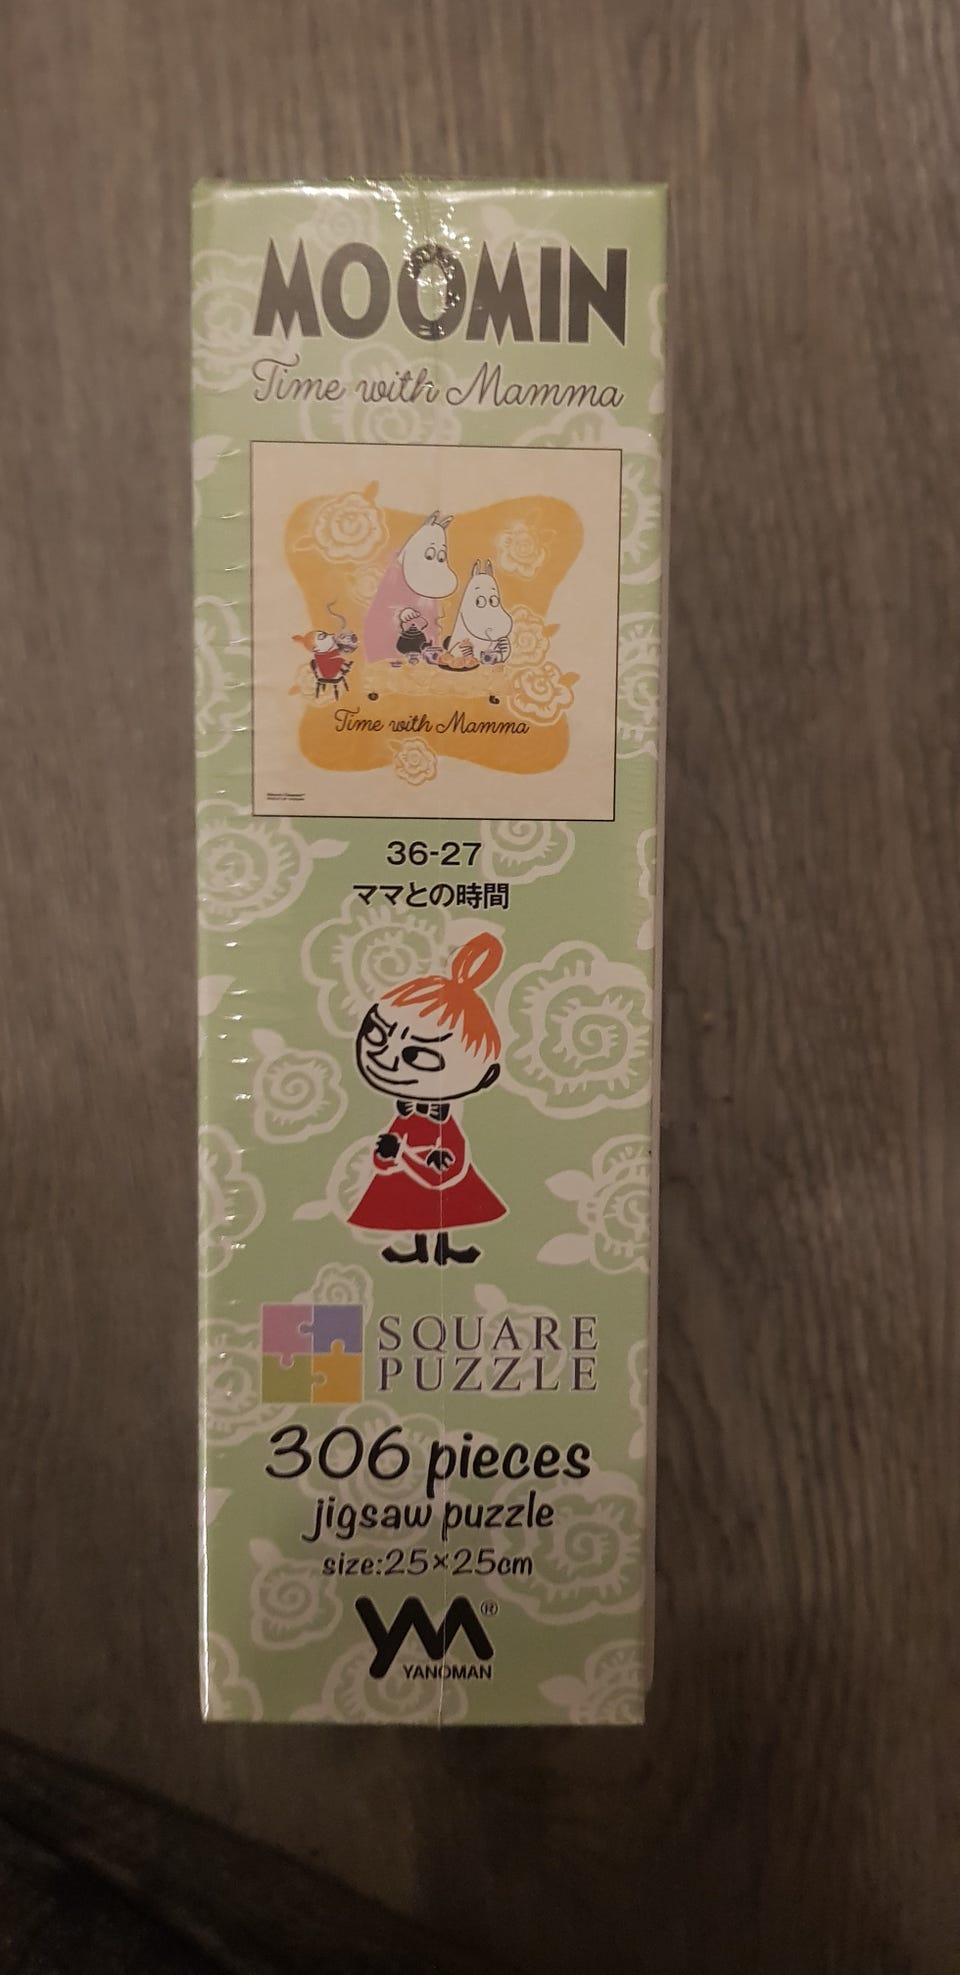 MOOMIN
Time with Mamma
Time with Mamma
36-27
ママとの時間
SQUARE
PUZZLE
306 pieces
jigsaw puzzle
size:25×25cm
YM®
YANOMAN